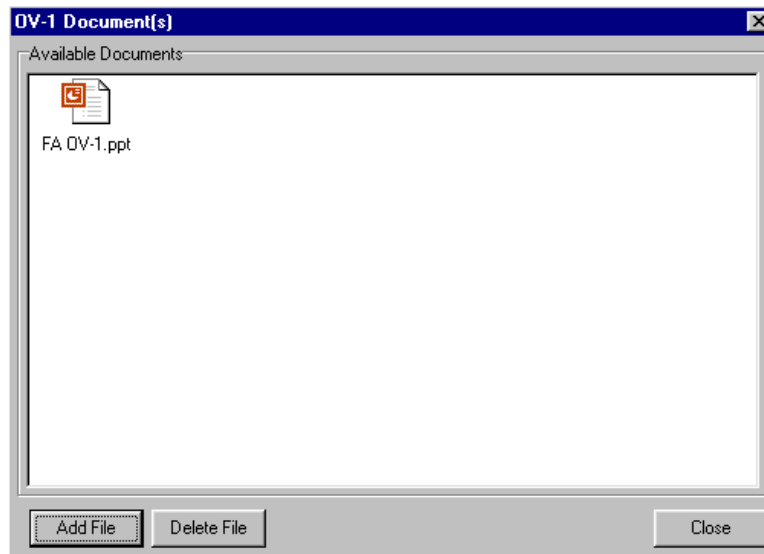 OV-1 Document(s)
Available Documents
FA OV-1.ppt
Add File Delete File Close